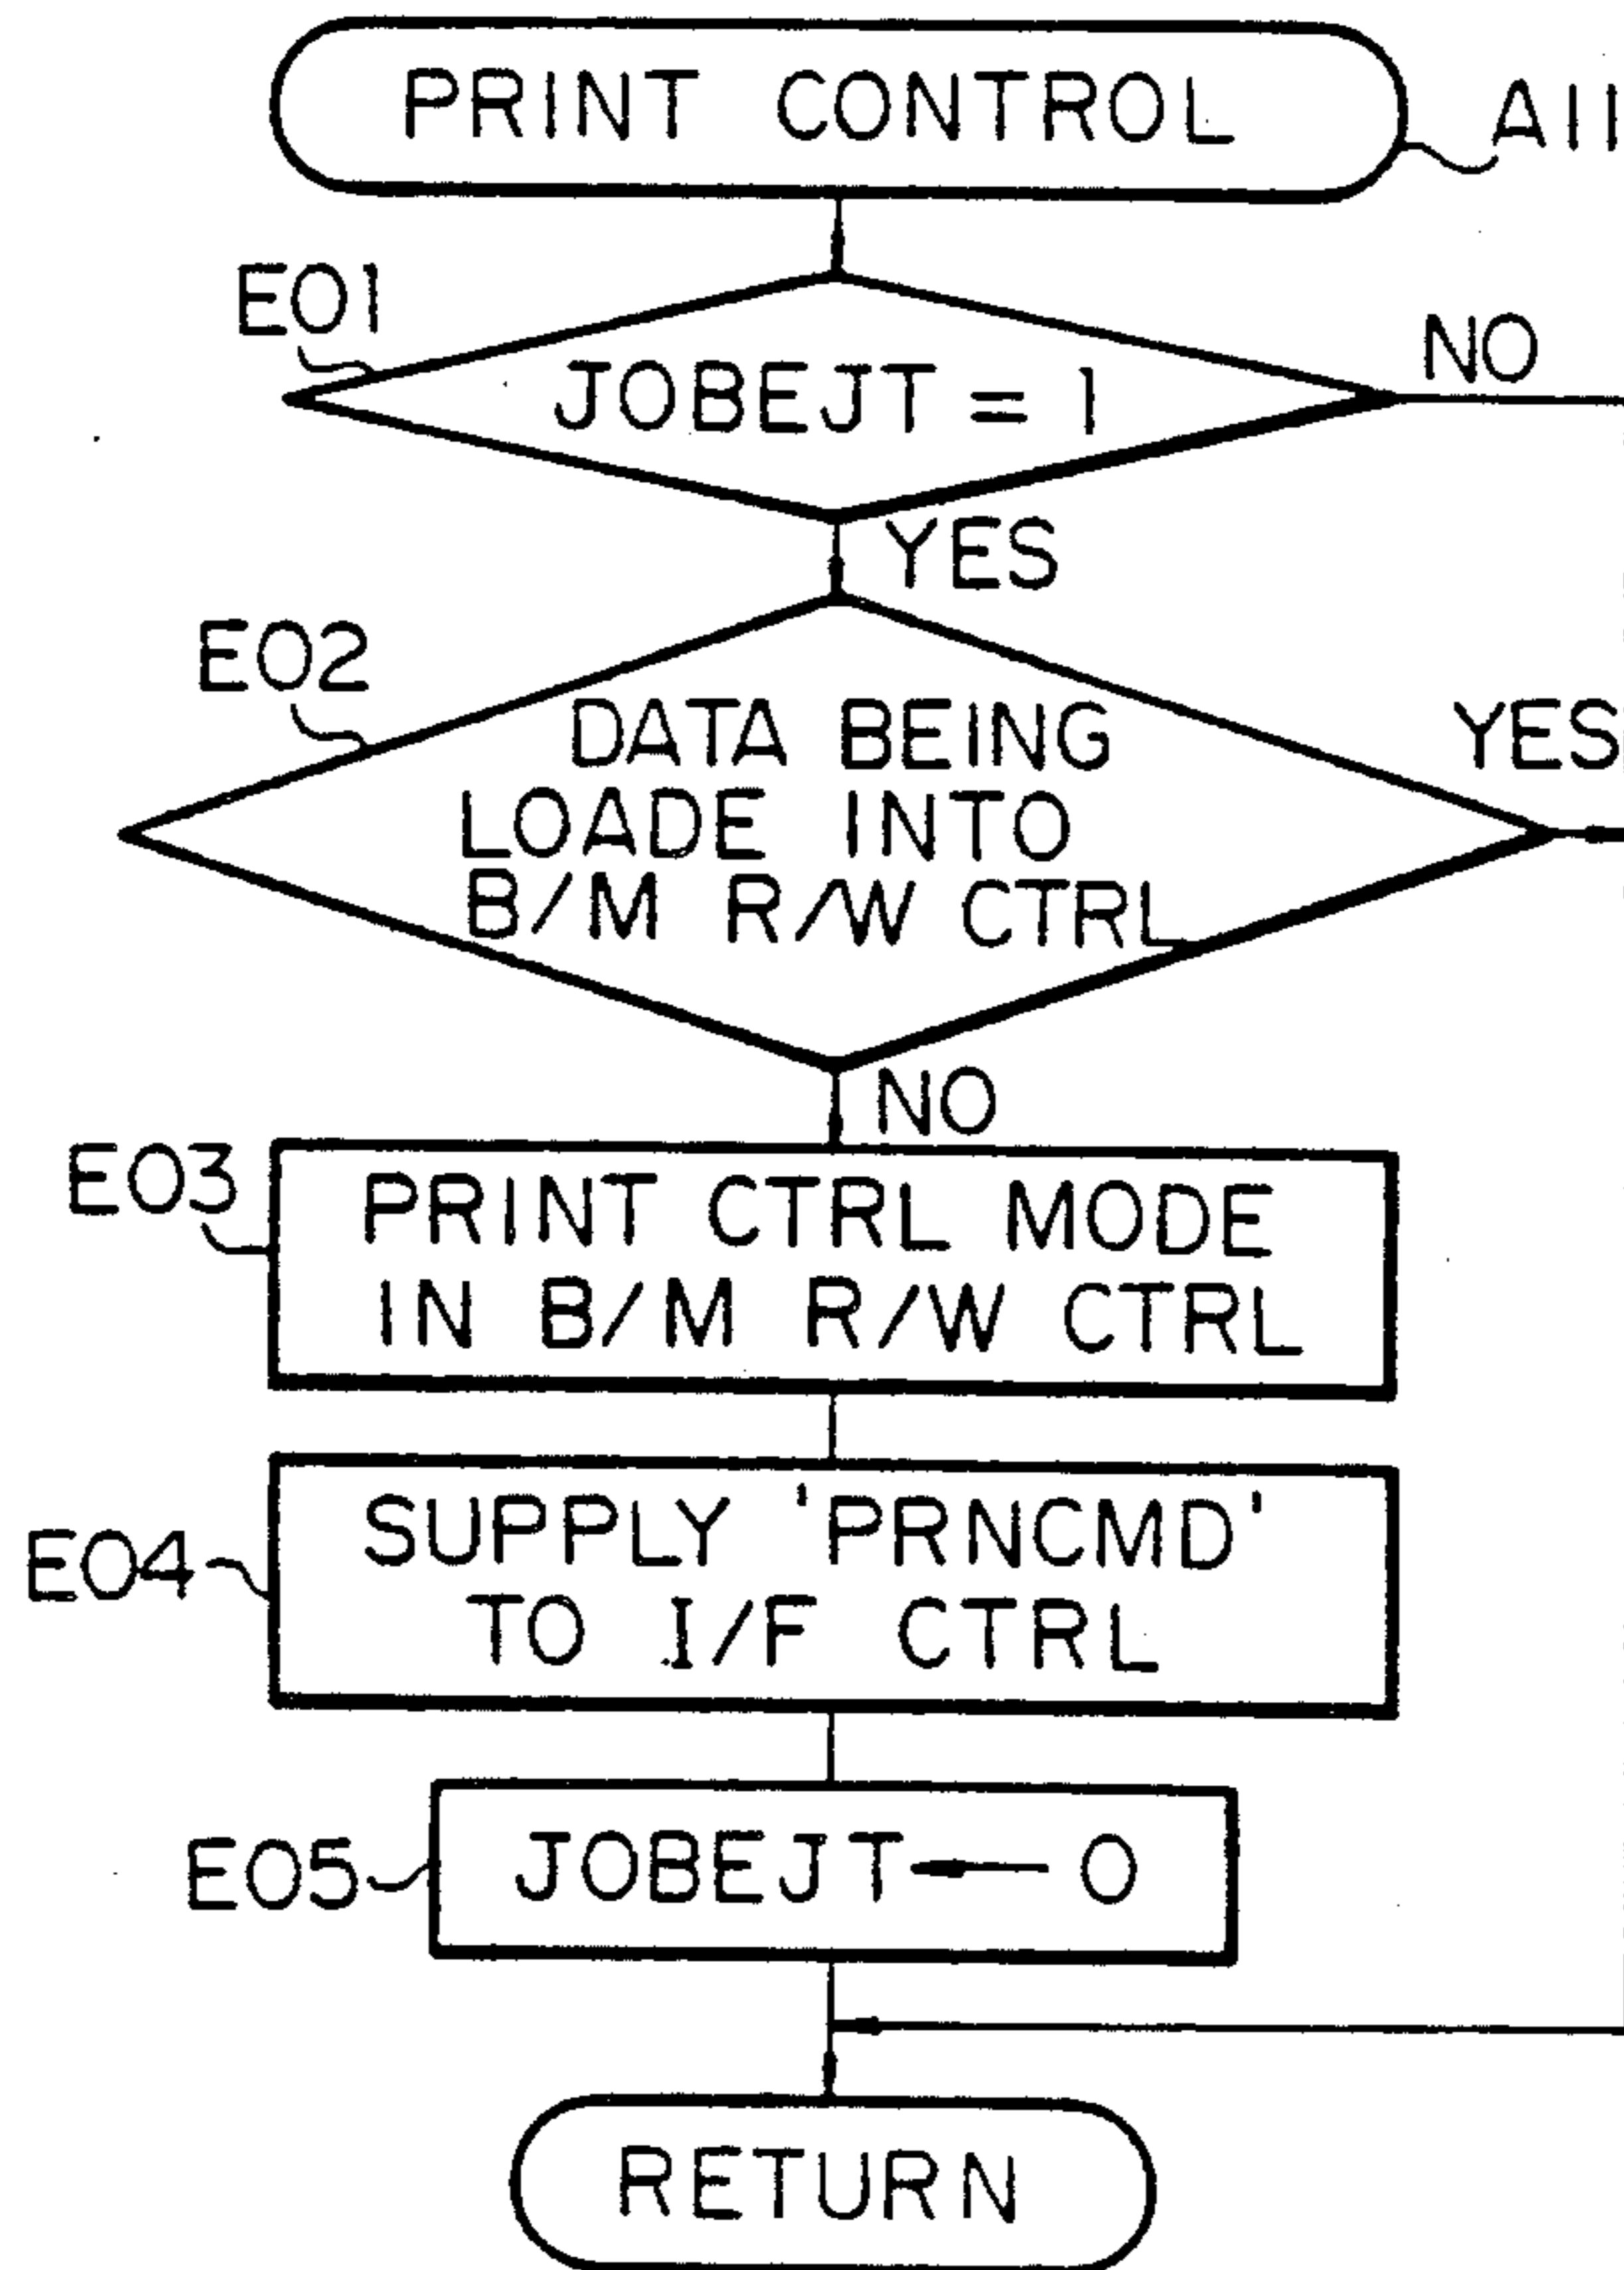 PRINT CONTROL
A11
E01
JOBEJT = 1
NO
YES
E02
DATA BEING
LOADE INTO
B/M R/W CTRL
YES
NO
E03
PRINT CTRL MODE
IN B/M R/W CTRL
E04
SUPPLY 'PRNCMD'
TO I/F CTRL
E05
JOBEJT ← 0
RETURN